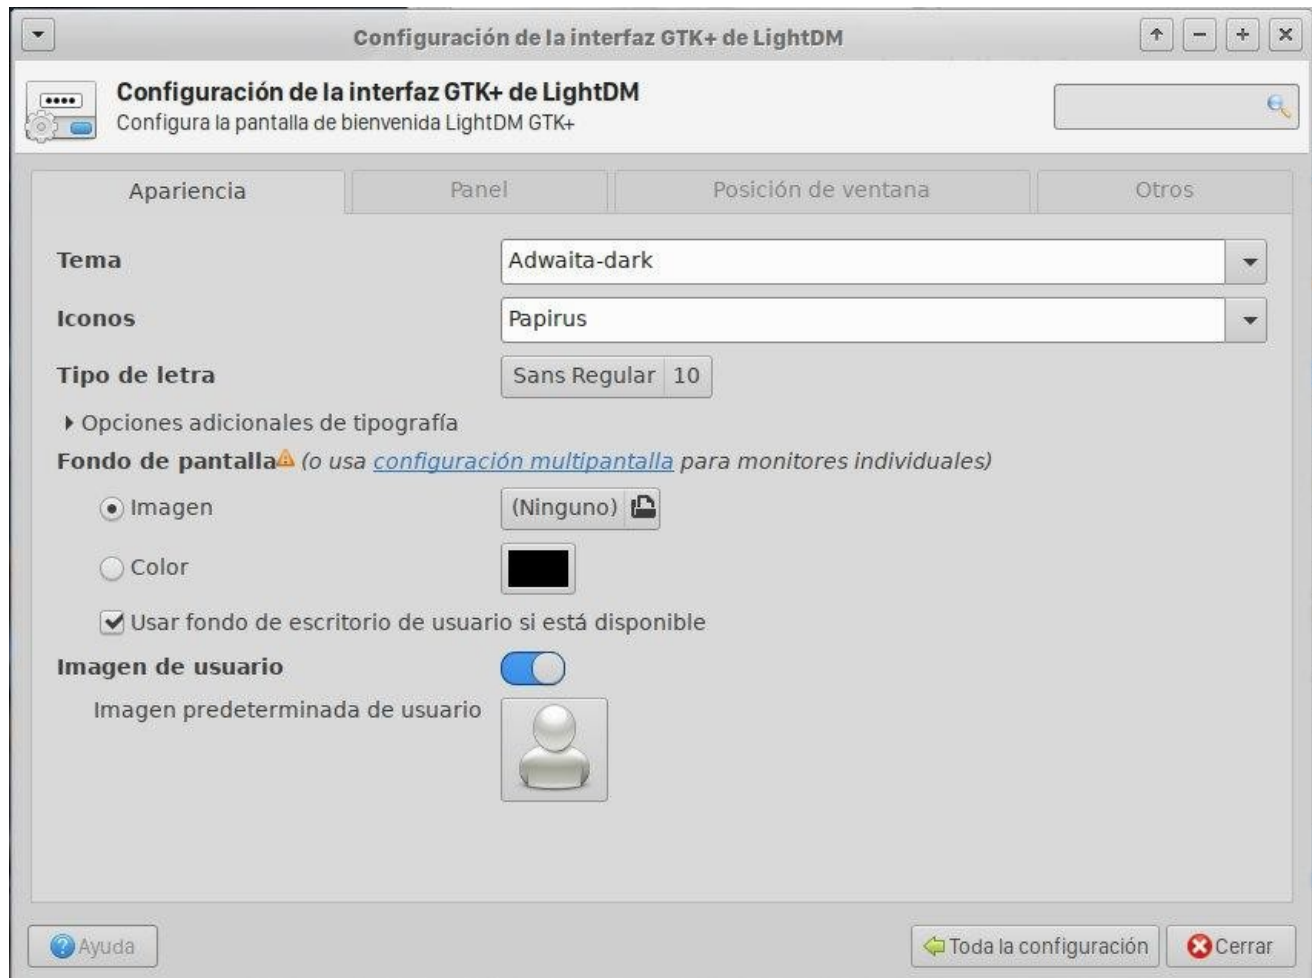 Configuración de la interfaz GTK+ de LightDM
Configuración de la interfaz GTK+ de LightDM
Configura la pantalla de bienvenida LightDM GTK+
Apariencia Panel Posición de ventana Otros
Tema Adwaita-dark
Iconos Papirus
Tipo de letra Sans Regular 10
Opciones adicionales de tipografía
Fondo de pantalla (o usa configuración multipantalla para monitores individuales)
Imagen (Ninguno)
Color
Usar fondo de escritorio de usuario si está disponible
Imagen de usuario
Imagen predeterminada de usuario
Ayuda Toda la configuración Cerrar